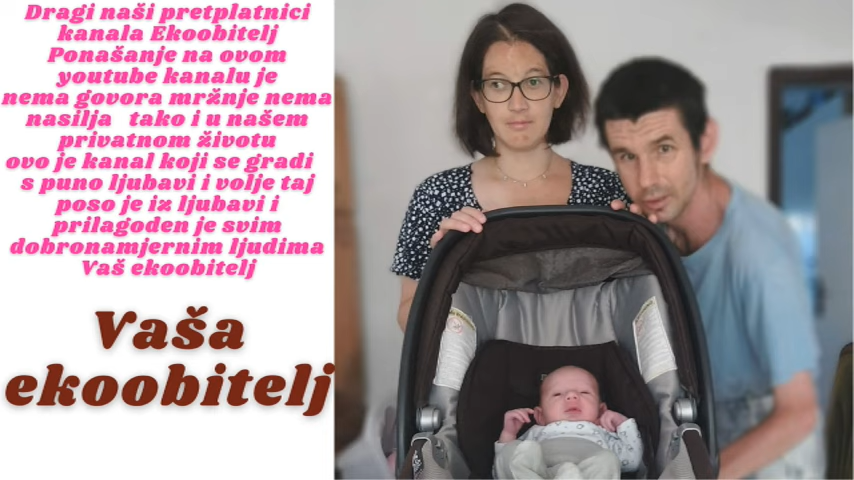 Dragi naši pretplatnici
kanala Ekoobitelj
Ponašanje na ovom
youtube kanalu je
nema govora mržnje nema
nasilja tako i u našem
privatnom životu
ovo je kanal koji se gradi
s puno ljubavi i volje taj
poso je iz ljubavi i
prilagođen je svim
dobronamjernim ljudima
Vaš ekoobitelj
Vaša
ekoobitelj